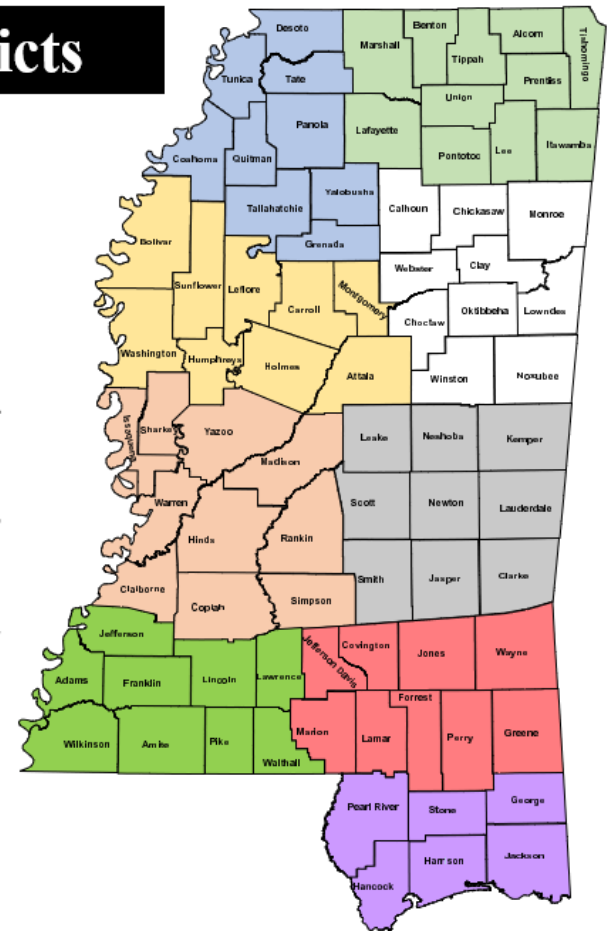 icts
Desoto
Marshall
Benton
Tippah
Alcorn
Tishomingo
Tunica
Tate
Prentiss
Union
Panola
Lafayette
Coahoma
Quitman
Pontotoc
Lee
Itawamba
Tallahatchie
Yalobusha
Calhoun
Chickasaw
Monroe
Bolivar
Grenada
Webster
Clay
Sunflower
Leflore
Carroll
Montgomery
Choctaw
Oktibbeha
Lowndes
Washington
Humphreys
Holmes
Attala
Winston
Noxubee
Issaquena
Sharkey
Yazoo
Leake
Neshoba
Kemper
Madison
Warren
Scott
Newton
Lauderdale
Hinds
Rankin
Claiborne
Copiah
Simpson
Smith
Jasper
Clarke
Jefferson
Jefferson Davis
Covington
Jones
Wayne
Adams
Franklin
Lincoln
Lawrence
Forrest
Wilkinson
Amite
Pike
Walthall
Marion
Lamar
Perry
Greene
Pearl River
Stone
George
Hancock
Harrison
Jackson